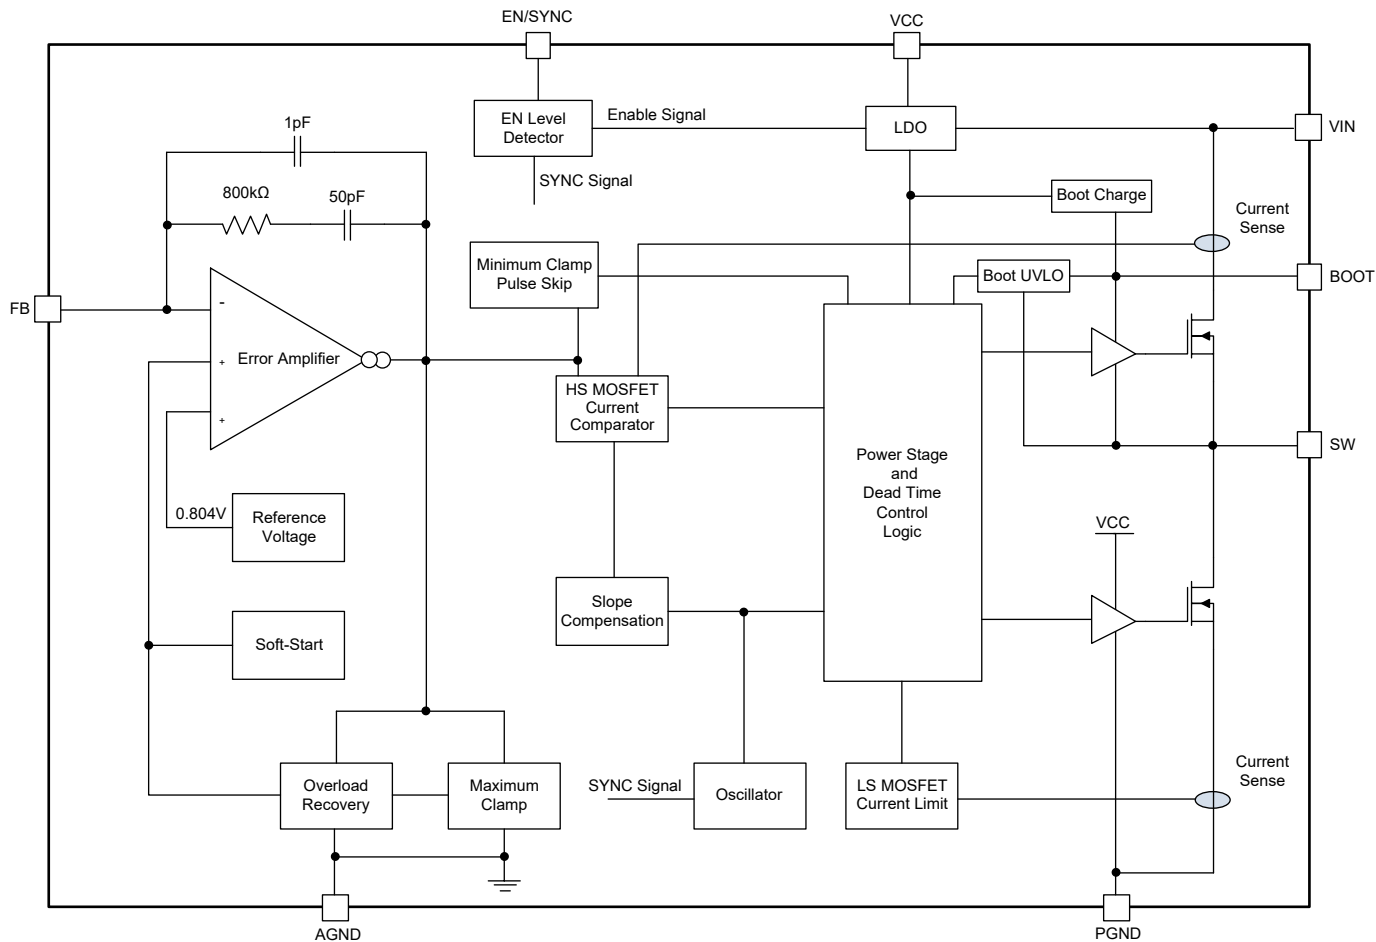 EN/SYNC
VCC
EN Level
Detector
Enable Signal
LDO
VIN
1pF
SYNC Signal
800kΩ
50pF
Boot Charge
Current
Sense
Minimum Clamp
Pulse Skip
Boot UVLO
BOOT
FB
-
Error Amplifier
+
+
HS MOSFET
Current
Comparator
SW
Power Stage
and
Dead Time
Control
Logic
0.804V
Reference
Voltage
VCC
Slope
Compensation
Soft-Start
Overload
Recovery
Maximum
Clamp
SYNC Signal
Oscillator
LS MOSFET
Current Limit
Current
Sense
AGND
PGND